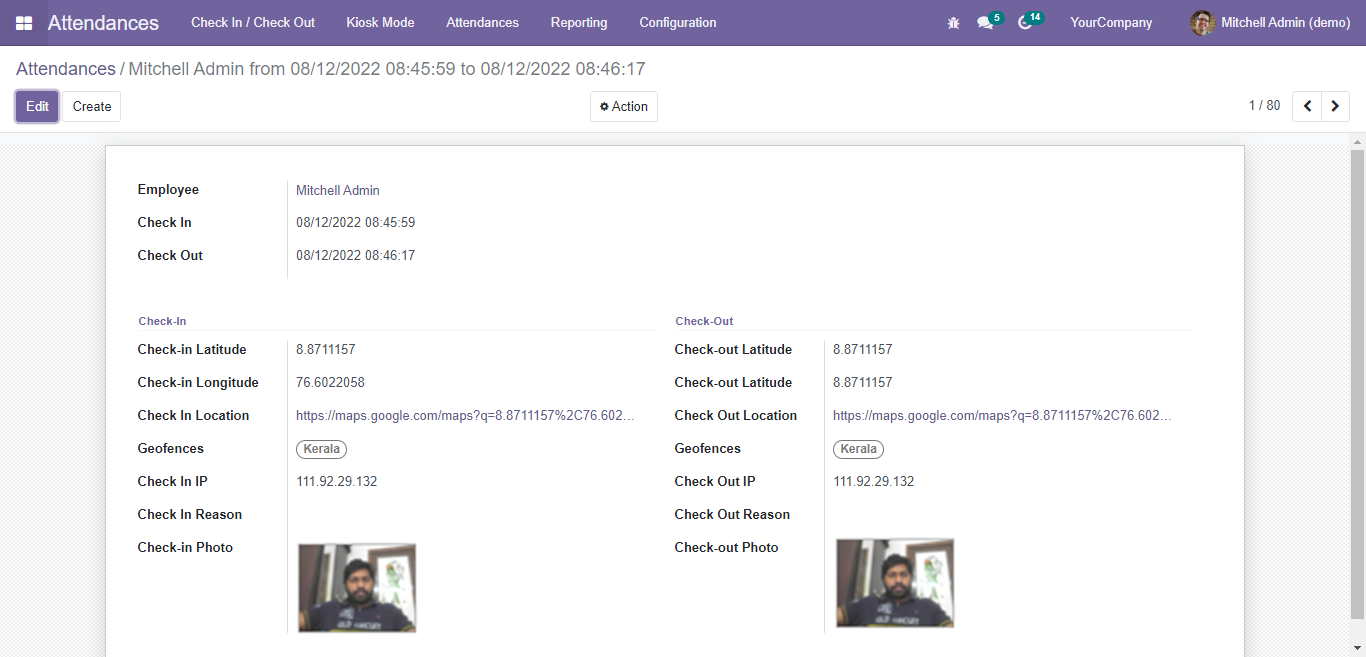 Attendances Check In / Check Out Kiosk Mode Attendances Reporting Configuration 5 14 YourCompany Mitchell Admin (demo)
Attendances / Mitchell Admin from 08/12/2022 08:45:59 to 08/12/2022 08:46:17
Edit Create Action 1 / 80
Employee Mitchell Admin
Check In 08/12/2022 08:45:59
Check Out 08/12/2022 08:46:17
Check-In Check-Out
Check-in Latitude 8.8711157 Check-out Latitude 8.8711157
Check-in Longitude 76.6022058 Check-out Latitude 8.8711157
Check In Location https://maps.google.com/maps?q=8.8711157%2C76.602... Check Out Location https://maps.google.com/maps?q=8.8711157%2C76.602...
Geofences Kerala Geofences Kerala
Check In IP 111.92.29.132 Check Out IP 111.92.29.132
Check In Reason Check Out Reason
Check-in Photo Check-out Photo